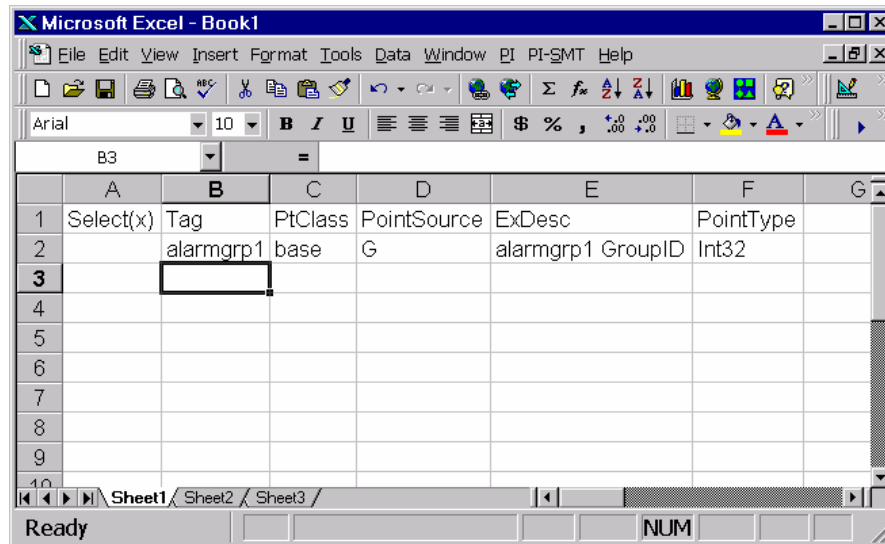 Microsoft Excel - Book1
File Edit View Insert Format Tools Data Window PI PI-SMT Help
Arial 10 B I U $ % ,
B3 =
A B C D E F G
1 Select(x) Tag PtClass PointSource ExDesc PointType
2 alarmgrp1 base G alarmgrp1 GroupID Int32
3
4
5
6
7
8
9
10
Sheet1 Sheet2 Sheet3
Ready NUM